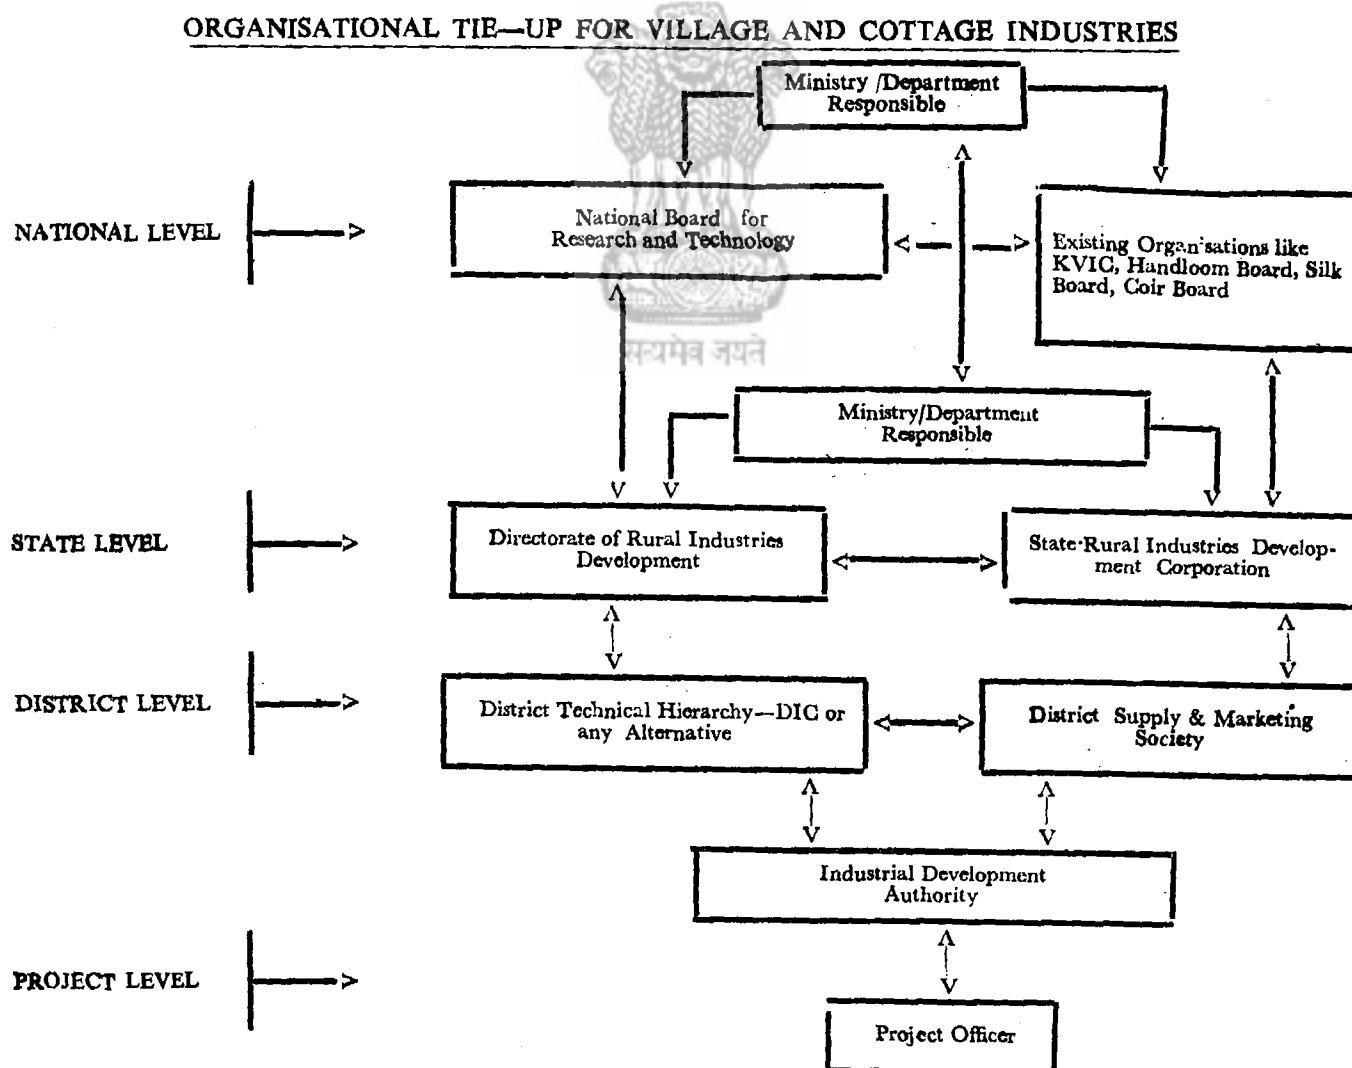 ORGANISATIONAL TIE—UP FOR VILLAGE AND COTTAGE INDUSTRIES
Ministry /Department
Responsible
NATIONAL LEVEL
National Board for
Research and Technology
Existing Organisations like
KVIC, Handloom Board, Silk
Board, Coir Board
सत्यमेव जयते
Ministry/Department
Responsible
STATE LEVEL
Directorate of Rural Industries
Development
State Rural Industries Develop-
ment Corporation
DISTRICT LEVEL
District Technical Hierarchy—DIC or
any Alternative
District Supply & Marketing
Society
Industrial Development
Authority
PROJECT LEVEL
Project Officer